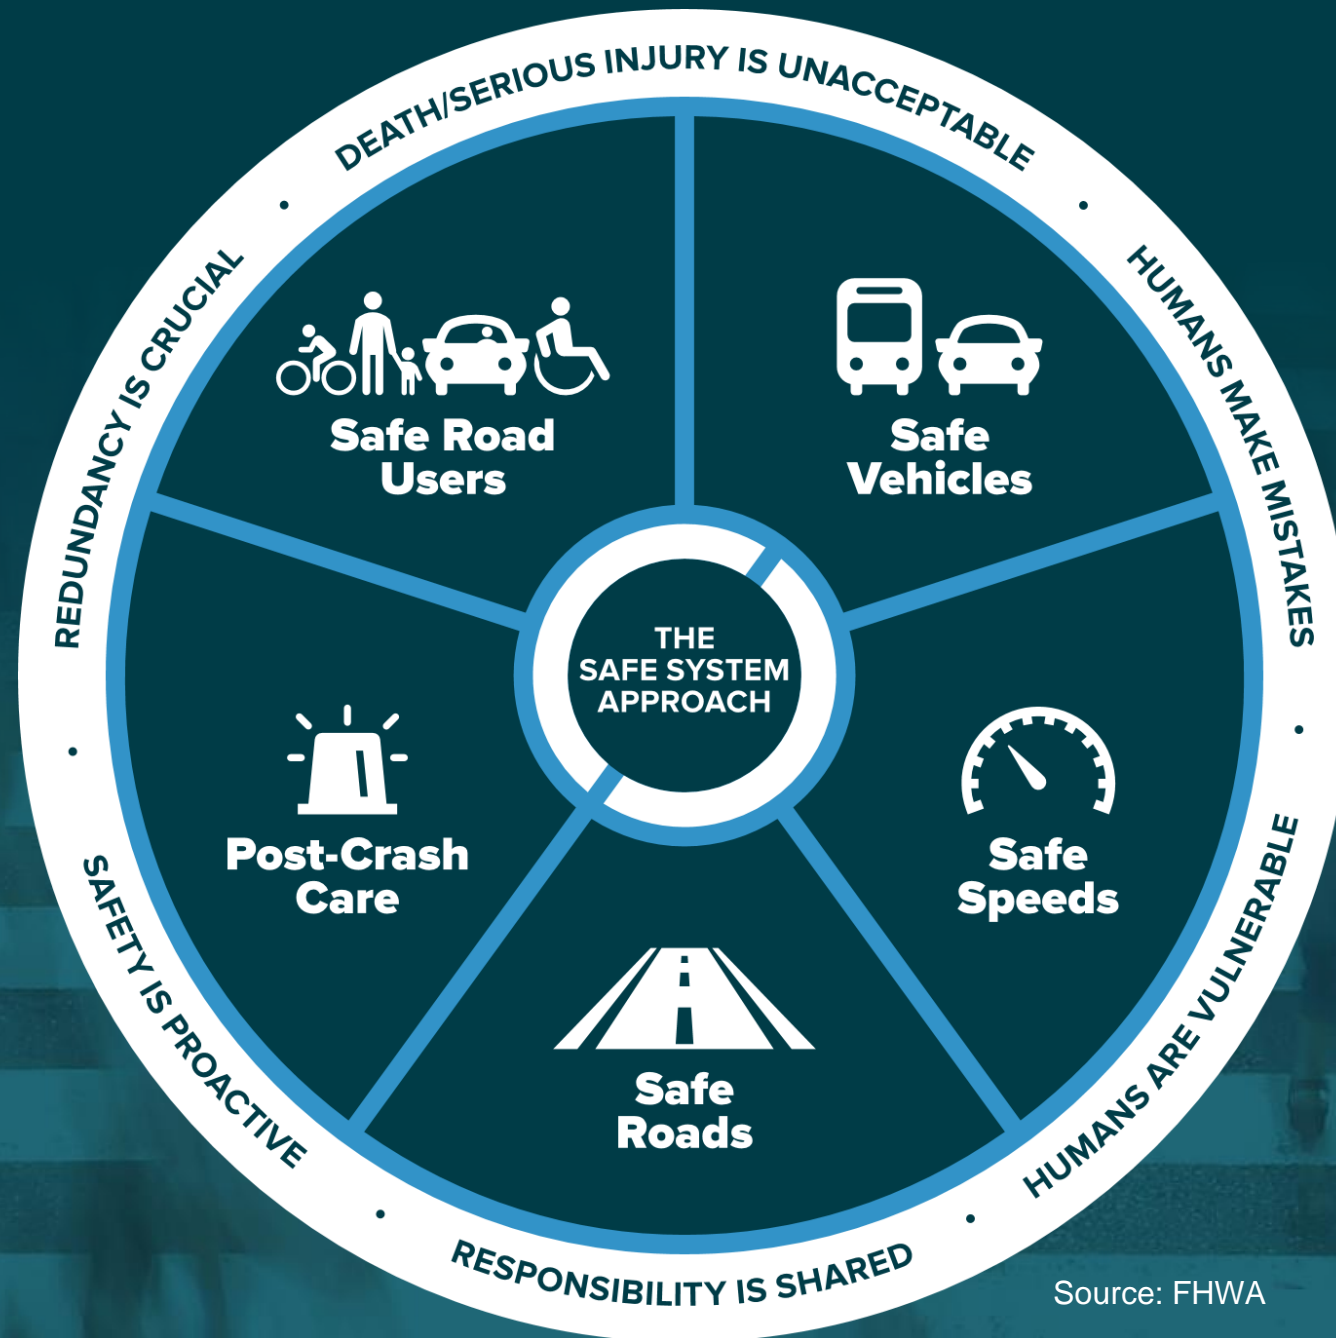 DEATH/SERIOUS INJURY IS UNACCEPTABLE
HUMANS MAKE MISTAKES
HUMANS ARE VULNERABLE
RESPONSIBILITY IS SHARED
SAFETY IS PROACTIVE
REDUNDANCY IS CRUCIAL
Safe Road
Users
Safe
Vehicles
Safe
Speeds
Safe
Roads
Post-Crash
Care
THE
SAFE SYSTEM
APPROACH
Source: FHWA